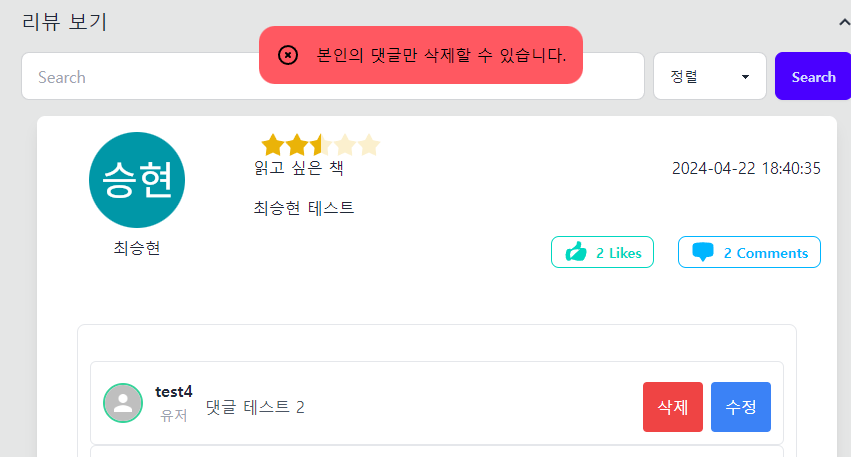 리뷰 보기
본인의 댓글만 삭제할 수 있습니다.
Search
정렬
Search
승현
최승현
읽고 싶은 책
2024-04-22 18:40:35
최승현 테스트
2 Likes
2 Comments
test4
유저
댓글 테스트 2
삭제
수정